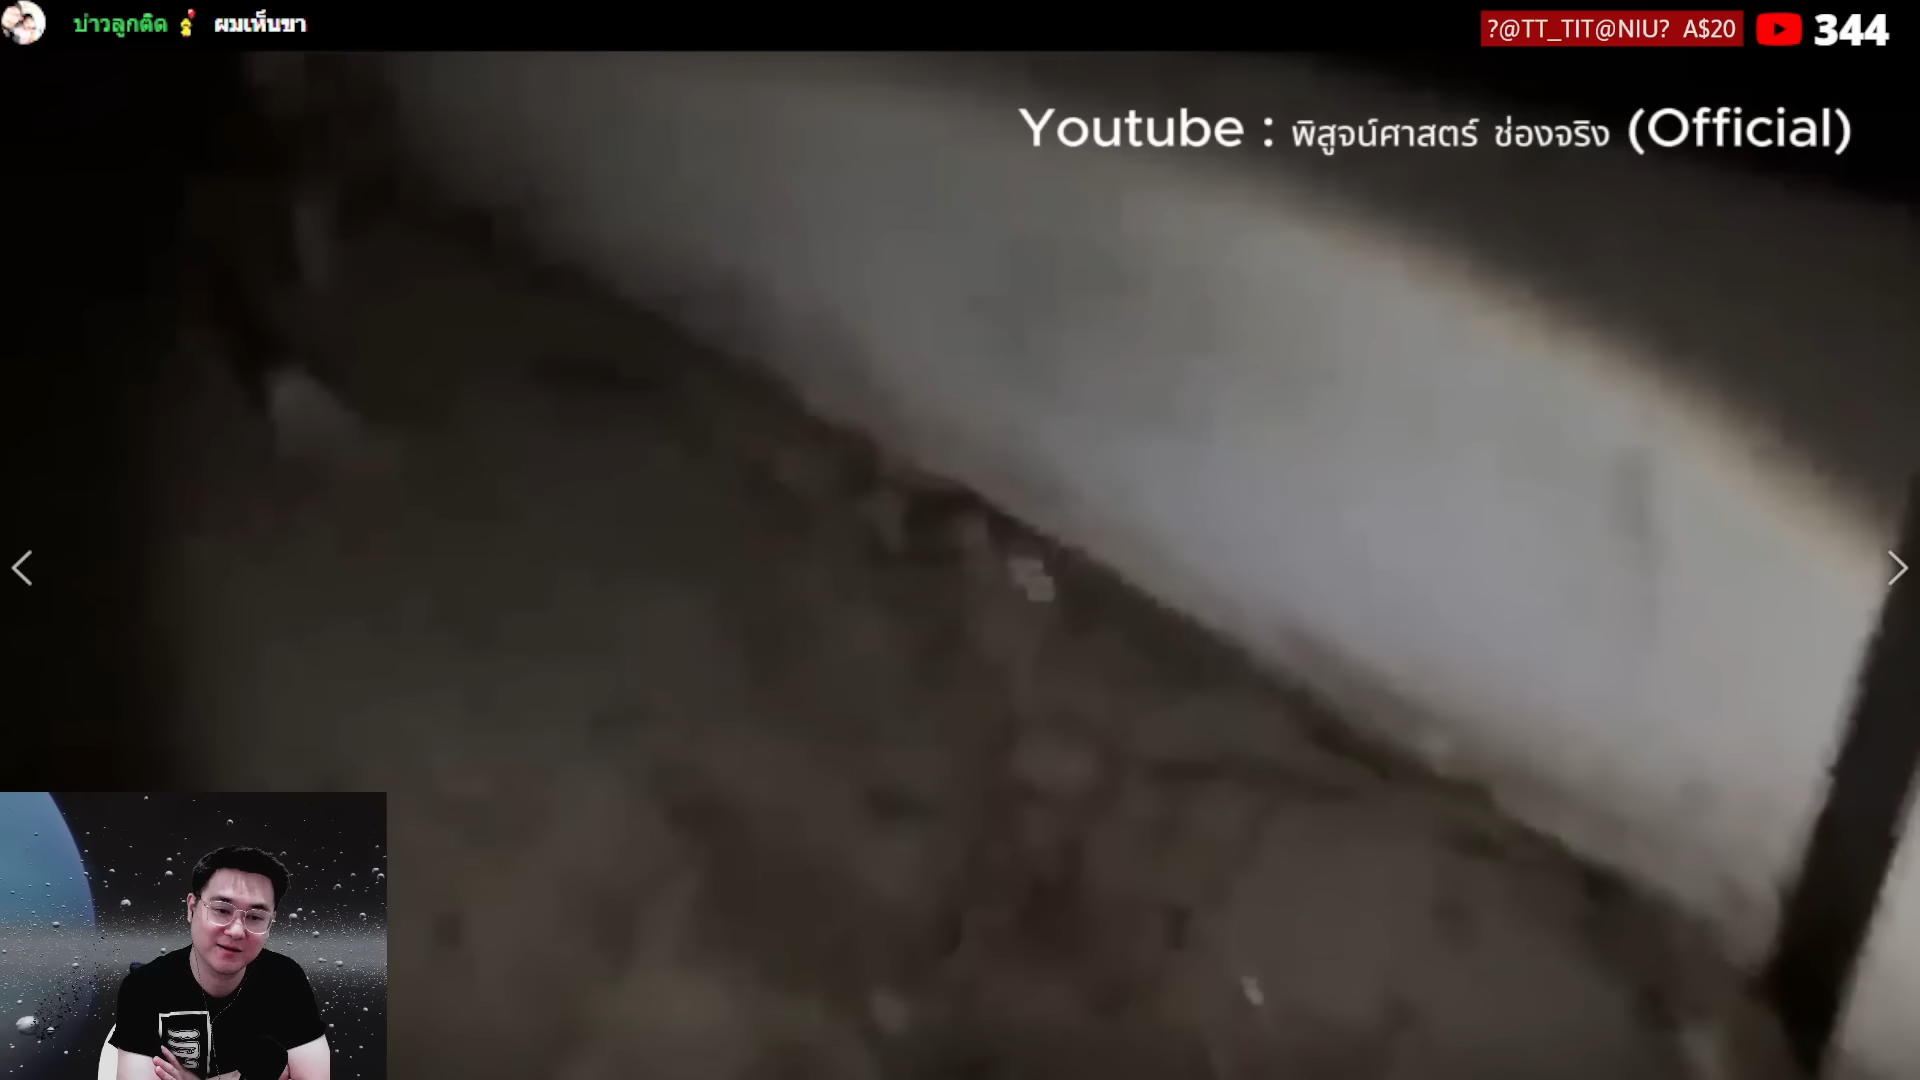 บ่าวลูกติด ผมเห็นขา
?@TT_TIT@NIU? A$20 344
Youtube : พิสูจน์ศาสตร์ ช่องจริง (Official)